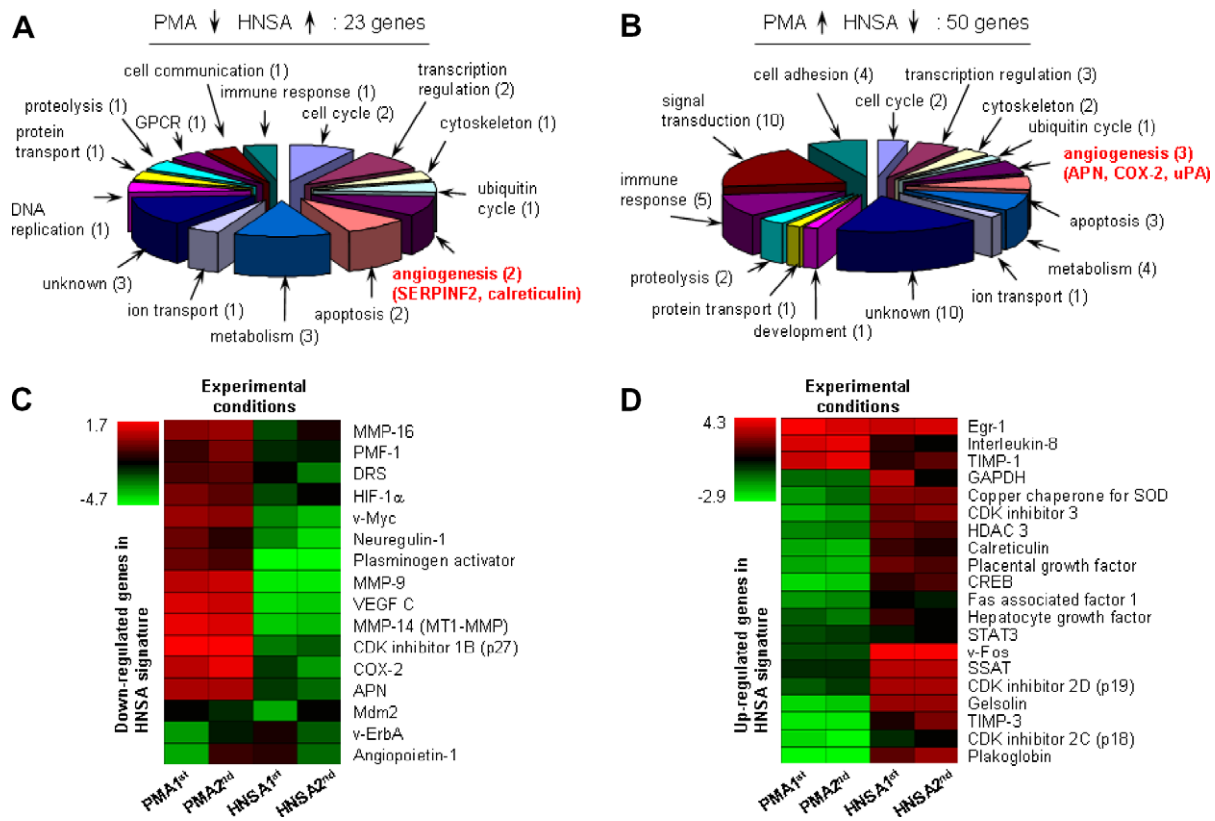 A
PMA ↓ HNSA ↑ : 23 genes
cell communication (1)
transcription
regulation (2)
immune response (1)
proteolysis (1)
cell cycle (2)
GPCR (1)
cytoskeleton (1)
protein
transport (1)
ubiquitin
cycle (1)
DNA
replication (1)
angiogenesis (2)
(SERPINF2, calreticulin)
unknown (3)
ion transport (1)
apoptosis (2)
metabolism (3)
B
PMA ↑ HNSA ↓ : 50 genes
cell adhesion (4)
transcription regulation (3)
cell cycle (2)
signal
transduction (10)
cytoskeleton (2)
ubiquitin cycle (1)
angiogenesis (3)
(APN, COX-2, uPA)
immune
response (5)
apoptosis (3)
metabolism (4)
proteolysis (2)
ion transport (1)
protein transport (1)
unknown (10)
development (1)
C
Experimental
conditions
1.7
-4.7
Down-regulated genes in
HNSA signature
MMP-16
PMF-1
DRS
HIF-1α
v-Myc
Neuregulin-1
Plasminogen activator
MMP-9
VEGF C
MMP-14 (MT1-MMP)
CDK inhibitor 1B (p27)
COX-2
APN
Mdm2
v-ErbA
Angiopoietin-1
PMA1st
PMA2nd
HNSA1st
HNSA2nd
D
Experimental
conditions
4.3
-2.9
Up-regulated genes in
HNSA signature
Egr-1
Interleukin-8
TIMP-1
GAPDH
Copper chaperone for SOD
CDK inhibitor 3
HDAC 3
Calreticulin
Placental growth factor
CREB
Fas associated factor 1
Hepatocyte growth factor
STAT3
v-Fos
SSAT
CDK inhibitor 2D (p19)
Gelsolin
TIMP-3
CDK inhibitor 2C (p18)
Plakoglobin
PMA1st
PMA2nd
HNSA1st
HNSA2nd